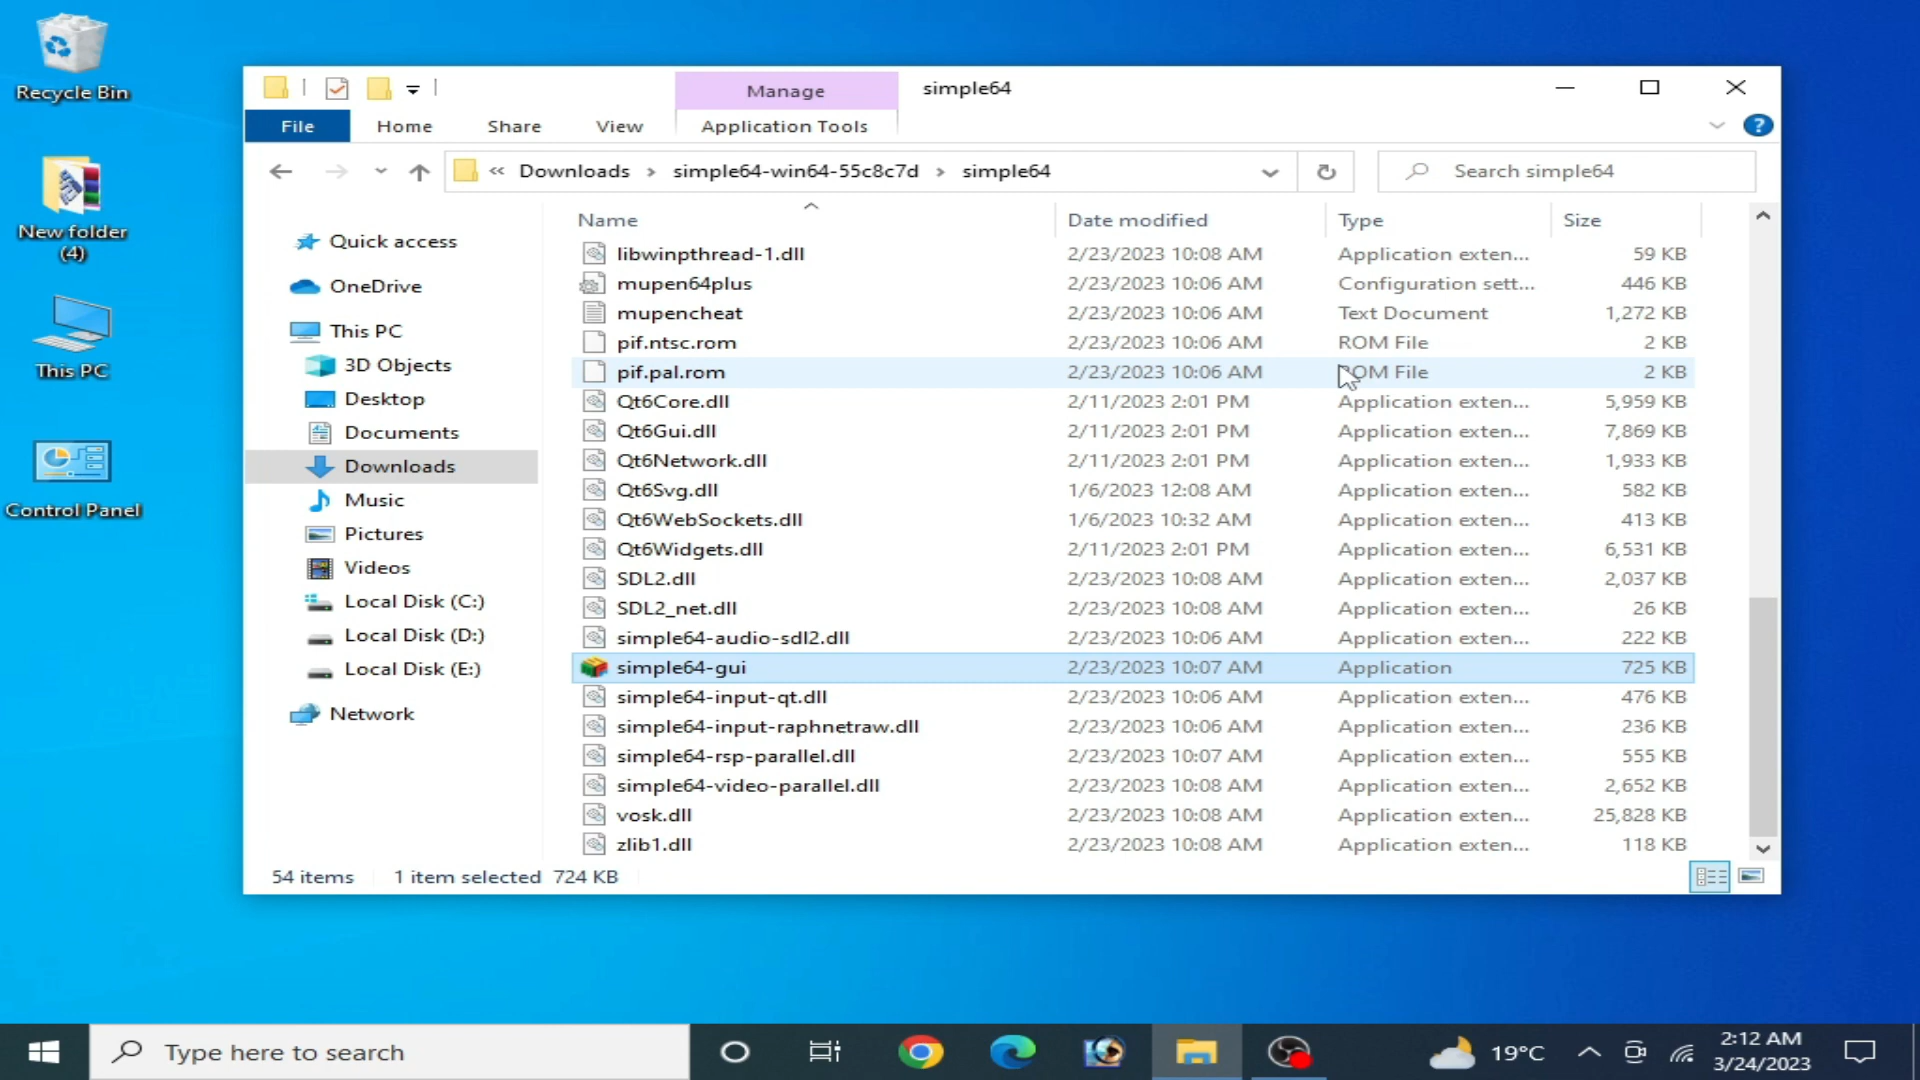 Recycle Bin
New folder
(4)
This PC
Control Panel
Manage
simple64
File
Home
Share
View
Application Tools
?
«
Downloads > simple64-win64-55c8c7d > simple64
Search simple64
Quick access
OneDrive
This PC
3D Objects
Desktop
Documents
Downloads
Music
Pictures
Videos
Local Disk (C:)
Local Disk (D:)
Local Disk (E:)
Network
Name Date modified Type Size
libwinpthread-1.dll 2/23/2023 10:08 AM Application exten... 59 KB
mupen64plus 2/23/2023 10:06 AM Configuration sett... 446 KB
mupencheat 2/23/2023 10:06 AM Text Document 1,272 KB
pif.ntsc.rom 2/23/2023 10:06 AM ROM File 2 KB
pif.pal.rom 2/23/2023 10:06 AM ROM File 2 KB
Qt6Core.dll 2/11/2023 2:01 PM Application exten... 5,959 KB
Qt6Gui.dll 2/11/2023 2:01 PM Application exten... 7,869 KB
Qt6Network.dll 2/11/2023 2:01 PM Application exten... 1,933 KB
Qt6Svg.dll 1/6/2023 12:08 AM Application exten... 582 KB
Qt6WebSockets.dll 1/6/2023 10:32 AM Application exten... 413 KB
Qt6Widgets.dll 2/11/2023 2:01 PM Application exten... 6,531 KB
SDL2.dll 2/23/2023 10:08 AM Application exten... 2,037 KB
SDL2_net.dll 2/23/2023 10:08 AM Application exten... 26 KB
simple64-audio-sdl2.dll 2/23/2023 10:06 AM Application exten... 222 KB
simple64-gui 2/23/2023 10:07 AM Application 725 KB
simple64-input-qt.dll 2/23/2023 10:06 AM Application exten... 476 KB
simple64-input-raphnetraw.dll 2/23/2023 10:06 AM Application exten... 236 KB
simple64-rsp-parallel.dll 2/23/2023 10:07 AM Application exten... 555 KB
simple64-video-parallel.dll 2/23/2023 10:08 AM Application exten... 2,652 KB
vosk.dll 2/23/2023 10:08 AM Application exten... 25,828 KB
zlib1.dll 2/23/2023 10:08 AM Application exten... 118 KB
54 items 1 item selected 724 KB
Type here to search
19°C
2:12 AM
3/24/2023